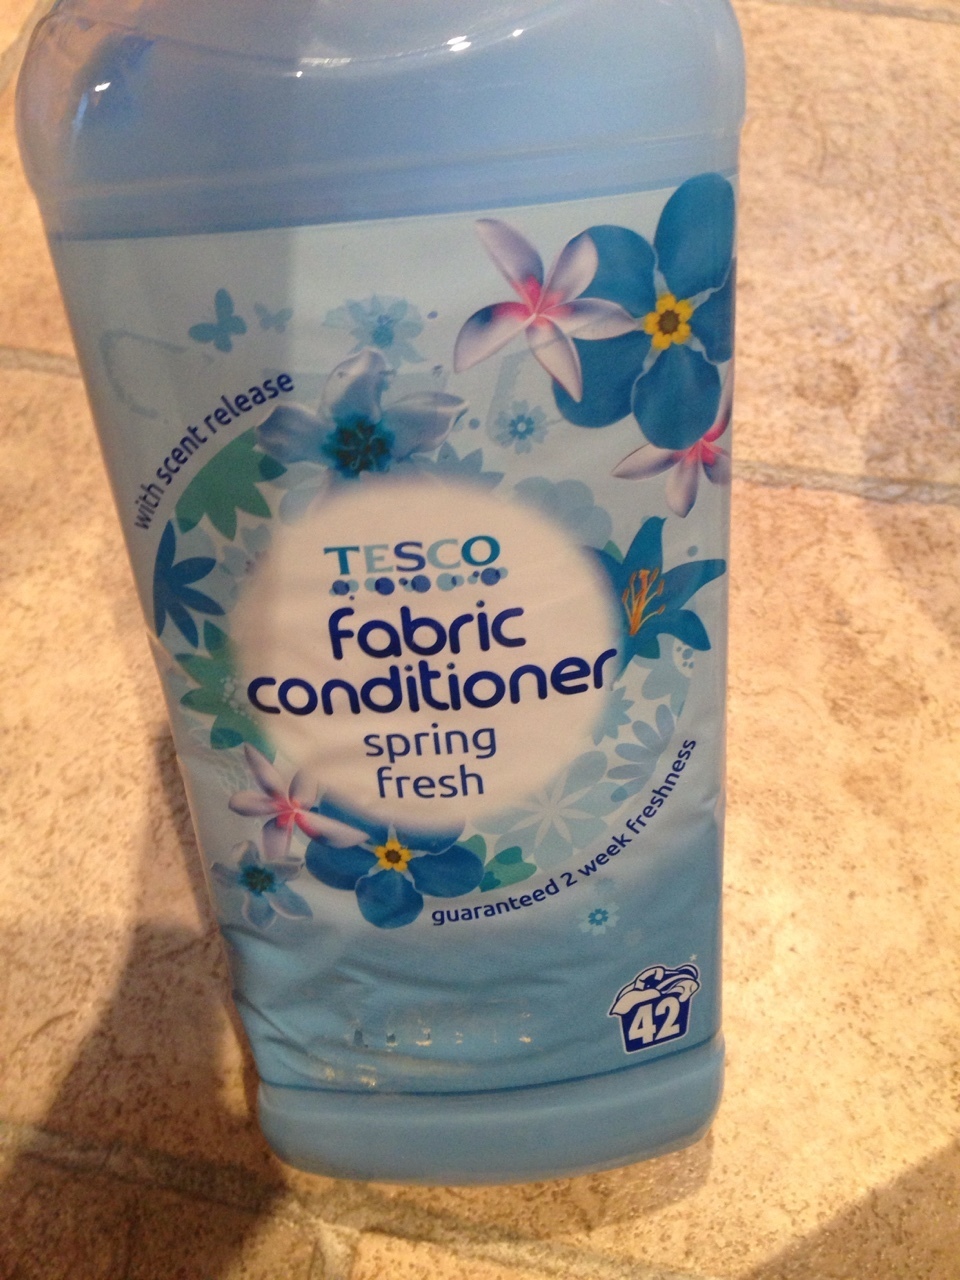 with scent release
TESCO
fabric
conditioner
spring
fresh
guaranteed 2 week freshness
42